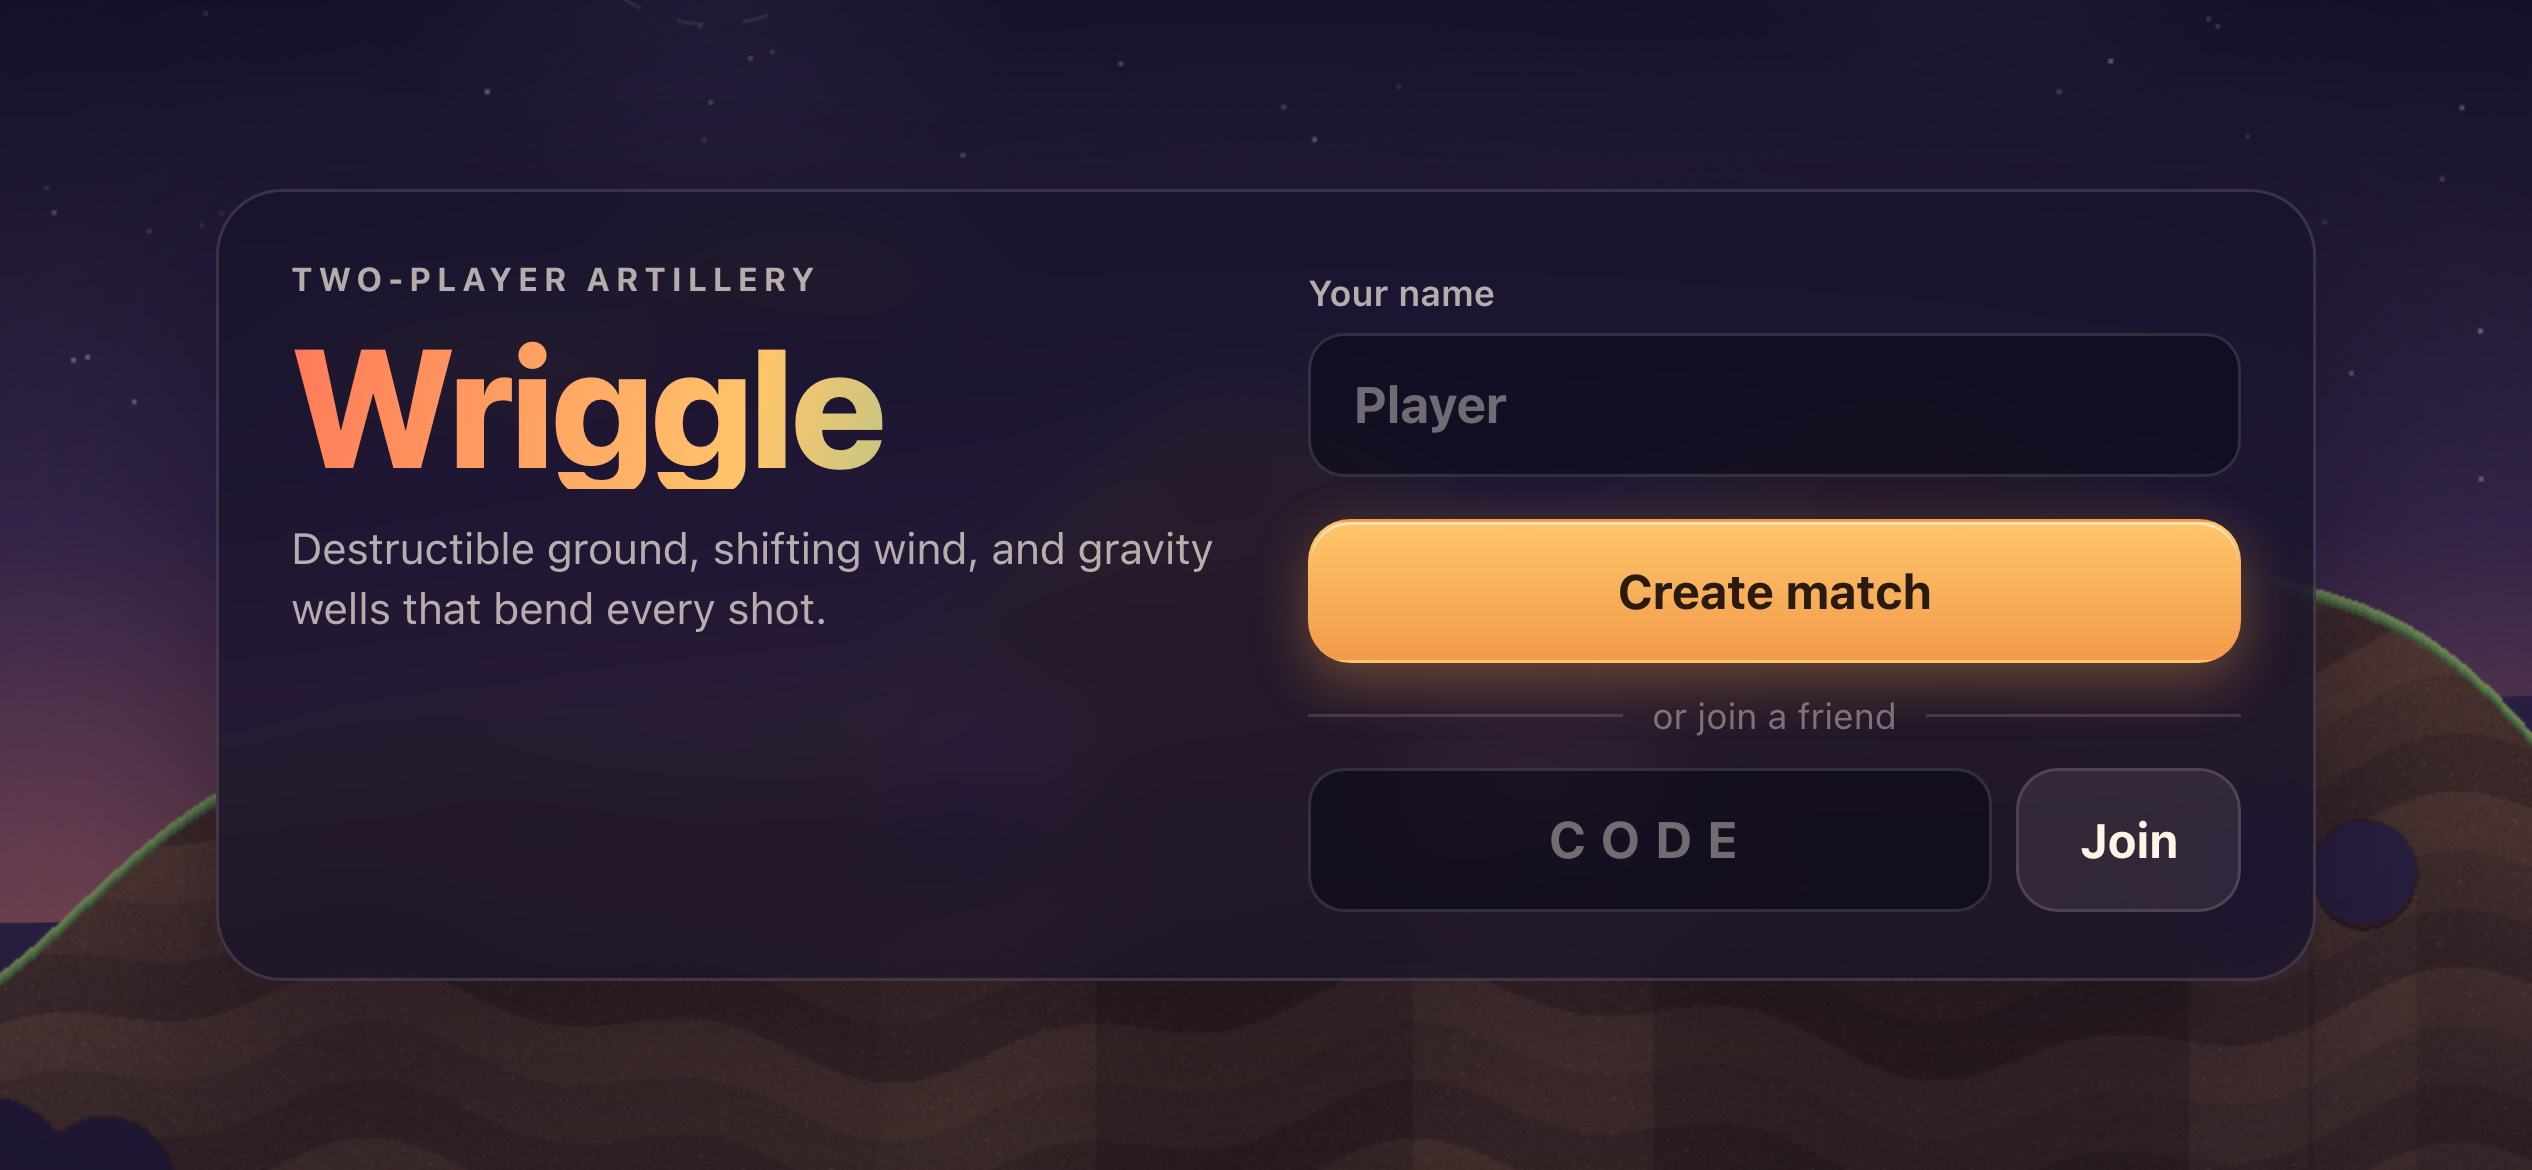 TWO-PLAYER ARTILLERY
Wriggle
Destructible ground, shifting wind, and gravity
wells that bend every shot.
Your name
Player
Create match
or join a friend
CODE
Join